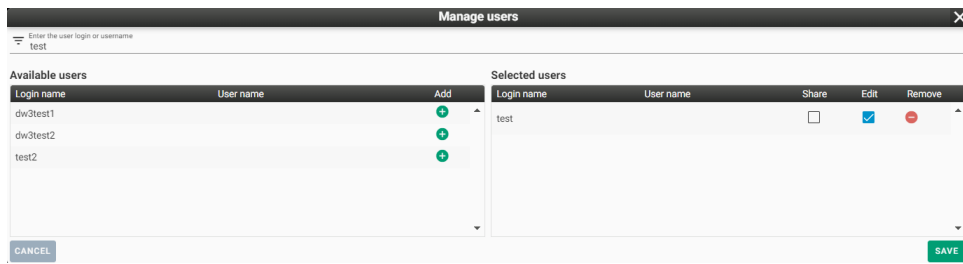 Manage users
Enter the user login or username
test
Available users
Login name User name Add
dw3test1
dw3test2
test2
Selected users
Login name User name Share Edit Remove
test
CANCEL
SAVE